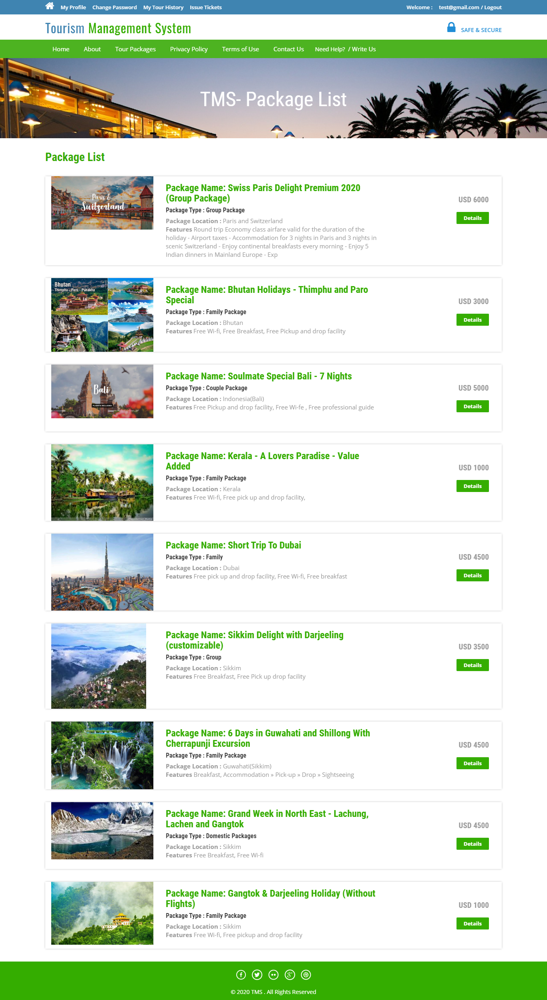 My Profile Change Password My Tour History Issue Tickets Welcome : test@gmail.com / Logout
Tourism Management System
SAFE & SECURE
Home About Tour Packages Privacy Policy Terms of Use Contact Us Need Help? / Write Us
TMS- Package List
Package List
Paris &
Switzerland
Package Name: Swiss Paris Delight Premium 2020
(Group Package)
Package Type : Group Package
Package Location : Paris and Switzerland
Features Round trip Economy class airfare valid for the duration of the
holiday - Airport taxes - Accommodation for 3 nights in Paris and 3 nights in
scenic Switzerland - Enjoy continental breakfasts every morning - Enjoy 5
Indian dinners in Mainland Europe - Exp
USD 6000
Details
Bhutan
Thimphu - Paro - Punakha
Package Name: Bhutan Holidays - Thimphu and Paro
Special
Package Type : Family Package
Package Location : Bhutan
Features Free Wi-fi, Free Breakfast, Free Pickup and drop facility
USD 3000
Details
Bali
FLIGHTS INCLUDED
Package Name: Soulmate Special Bali - 7 Nights
Package Type : Couple Package
Package Location : Indonesia(Bali)
Features Free Pickup and drop facility, Free Wi-fe , Free professional guide
USD 5000
Details
Package Name: Kerala - A Lovers Paradise - Value
Added
Package Type : Family Package
Package Location : Kerala
Features Free Wi-fi, Free pick up and drop facility,
USD 1000
Details
Package Name: Short Trip To Dubai
Package Type : Family
Package Location : Dubai
Features Free pick up and drop facility, Free Wi-fi, Free breakfast
USD 4500
Details
Package Name: Sikkim Delight with Darjeeling
(customizable)
Package Type : Group
Package Location : Sikkim
Features Free Breakfast, Free Pick up drop facility
USD 3500
Details
Package Name: 6 Days in Guwahati and Shillong With
Cherrapunji Excursion
Package Type : Family Package
Package Location : Guwahati(Sikkim)
Features Breakfast, Accommodation » Pick-up » Drop » Sightseeing
USD 4500
Details
Package Name: Grand Week in North East - Lachung,
Lachen and Gangtok
Package Type : Domestic Packages
Package Location : Sikkim
Features Free Breakfast, Free Wi-fi
USD 4500
Details
Package Name: Gangtok & Darjeeling Holiday (Without
Flights)
Package Type : Family Package
Package Location : Sikkim
Features Free Wi-fi, Free pickup and drop facility
USD 1000
Details
© 2020 TMS . All Rights Reserved